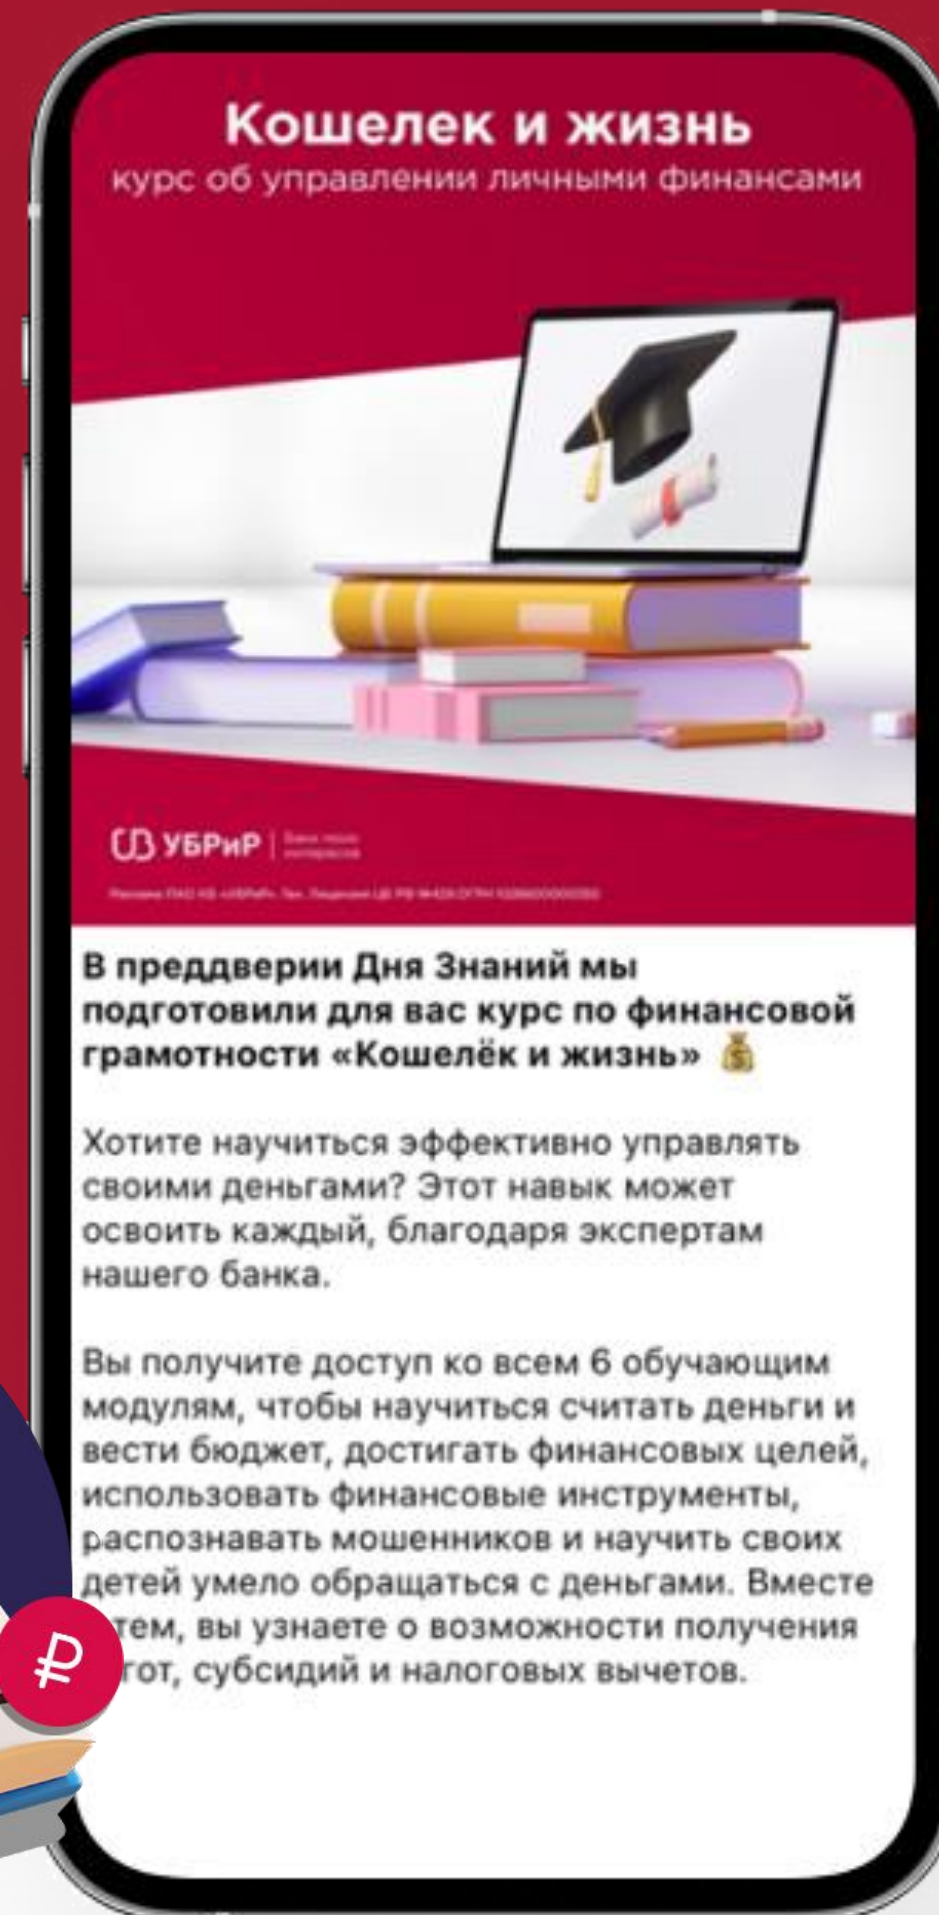 Кошелек и жизнь
курс об управлении личными финансами
УБРиР
В преддверии Дня Знаний мы
подготовили для вас курс по финансовой
грамотности «Кошелёк и жизнь» 💰
Хотите научиться эффективно управлять
своими деньгами? Этот навык может
освоить каждый, благодаря экспертам
нашего банка.
Вы получите доступ ко всем 6 обучающим
модулям, чтобы научиться считать деньги и
вести бюджет, достигать финансовых целей,
использовать финансовые инструменты,
распознавать мошенников и научить своих
детей умело обращаться с деньгами. Вместе
тем, вы узнаете о возможности получения
гот, субсидий и налоговых вычетов.
₽